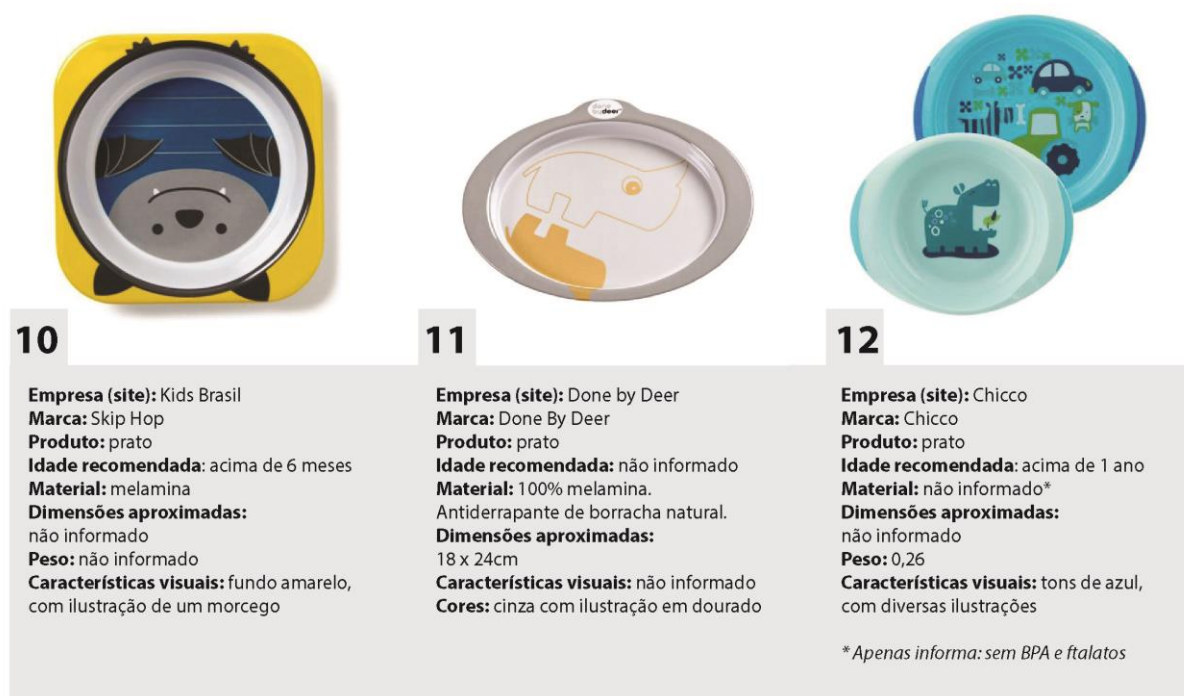 done
bydeer
10
Empresa (site): Kids Brasil
Marca: Skip Hop
Produto: prato
Idade recomendada: acima de 6 meses
Material: melamina
Dimensões aproximadas:
não informado
Peso: não informado
Características visuais: fundo amarelo,
com ilustração de um morcego
11
Empresa (site): Done by Deer
Marca: Done By Deer
Produto: prato
Idade recomendada: não informado
Material: 100% melamina.
Antiderrapante de borracha natural.
Dimensões aproximadas:
18 x 24cm
Características visuais: não informado
Cores: cinza com ilustração em dourado
12
Empresa (site): Chicco
Marca: Chicco
Produto: prato
Idade recomendada: acima de 1 ano
Material: não informado*
Dimensões aproximadas:
não informado
Peso: 0,26
Características visuais: tons de azul,
com diversas ilustrações
* Apenas informa: sem BPA e ftalatos